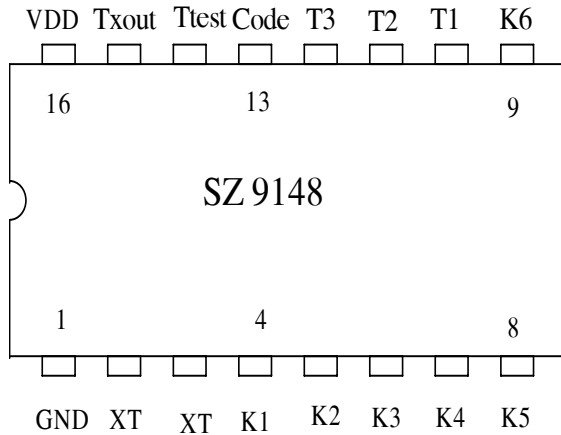 VDD Txout Ttest Code T3 T2 T1 K6
16 13 9
SZ 9148
1 4 8
GND XT XT K1 K2 K3 K4 K5